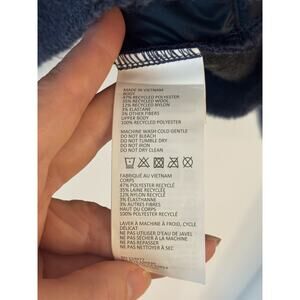 MADE IN VIETNAM
BODY
47% RECYCLED POLYESTER
35% RECYCLED WOOL
12% RECYCLED NYLON
3% ELASTANE
3% OTHER FIBERS
UPPER BODY
100% RECYCLED POLYESTER
MACHINE WASH COLD GENTLE
DO NOT BLEACH
DO NOT TUMBLE DRY
DO NOT IRON
DO NOT DRY CLEAN
FABRIQUÉ AU VIETNAM
CORPS
47% POLYESTER RECYCLÉ
35% LAINE RECYCLÉ
12% NYLON RECYCLÉ
3% ÉLASTHANNE
3% AUTRES FIBRES
HAUT DU CORPS
100% POLYESTER RECYCLÉ
LAVER A MACHINE À FROID, CYCLE
DÉLICAT
NE PAS UTILISER D'EAU DE JAVEL
NE PAS SÉCHER A LA MACHINE
NE PAS REPASSER
NE PAS NETTOYER À SEC